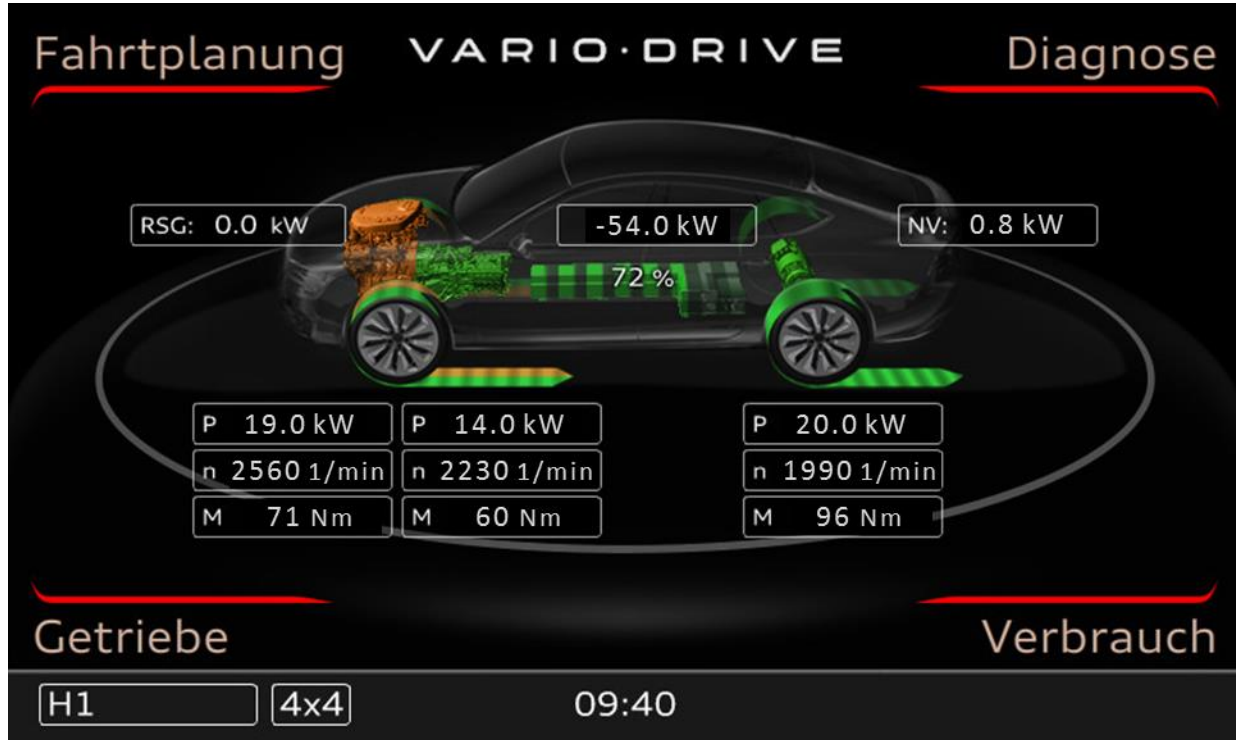 Fahrtplanung
VARIO·DRIVE
Diagnose
RSG: 0.0 kW
-54.0 kW
NV: 0.8 kW
72 %
P 19.0 kW
P 14.0 kW
P 20.0 kW
n 2560 1/min
n 2230 1/min
n 1990 1/min
M 71 Nm
M 60 Nm
M 96 Nm
Getriebe
Verbrauch
H1
4x4
09:40